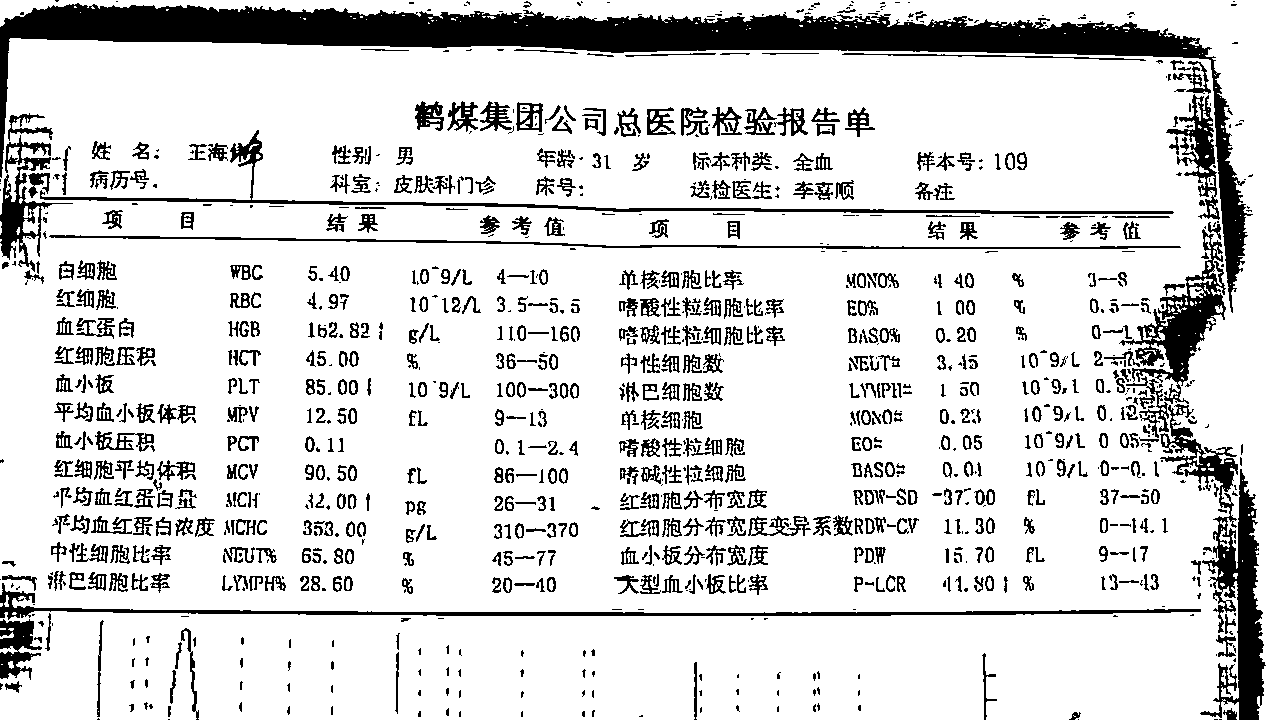 鹤煤集团公司总医院检验报告单
姓 名: 王海 性别: 男 年龄: 31 岁 标本种类. 全血 样本号: 109
病历号. 科室: 皮肤科门诊 床号: 送检医生: 李喜顺 备注
项 目 结 果 参 考 值 项 目 结 果 参 考 值
白细胞 WBC 5.40 10^9/L 4--10 单核细胞比率 MONO% 4.40 % 3--8
红细胞 RBC 4.97 10^12/L 3.5--5.5 嗜酸性粒细胞比率 EO% 1.00 % 0.5--5
血红蛋白 HGB 162.82↑ g/L 110--160 嗜碱性粒细胞比率 BASO% 0.20 %
红细胞压积 HCT 45.00 % 36--50 中性细胞数 NEUT# 3.45 10^9/L
血小板 PLT 85.00↓ 10^9/L 100--300 淋巴细胞数 LYMPH# 1.50 10^9/L
平均血小板体积 MPV 12.50 fL 9--13 单核细胞 MONO# 0.23 10^9/L
血小板压积 PCT 0.11 0.1--2.4 嗜酸性粒细胞 EO# 0.05 10^9/L
红细胞平均体积 MCV 90.50 fL 86--100 嗜碱性粒细胞 BASO# 0.01 10^9/L 0--0.1
平均血红蛋白量 MCH 32.00↑ pg 26--31 红细胞分布宽度 RDW-SD 37.00 fL 37--50
平均血红蛋白浓度 MCHC 353.00 g/L 310--370 红细胞分布宽度变异系数 RDW-CV 11.30 % 0--14.1
中性细胞比率 NEUT% 65.80 % 45--77 血小板分布宽度 PDW 15.70 fL 9--17
淋巴细胞比率 LYMPH% 28.60 % 20--40 大型血小板比率 P-LCR 44.80↑ % 13--43